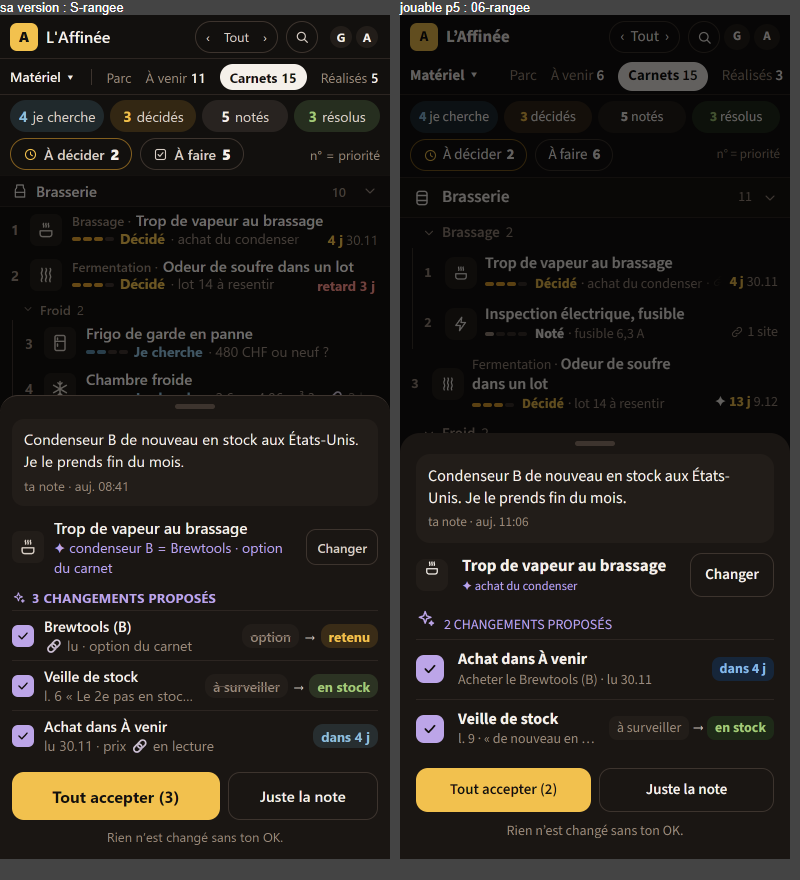 sa version : S-rangee
A L'Affinée ‹ Tout › G A
Matériel ▾ Parc À venir 11 Carnets 15 Réalisés 5
4 je cherche 3 décidés 5 notés 3 résolus
À décider 2 À faire 5 n° = priorité
Brasserie 10
1 Brassage · Trop de vapeur au brassage
Décidé · achat du condenser 4 j 30.11
2 Fermentation · Odeur de soufre dans un lot
Décidé · lot 14 à resentir retard 3 j
Froid 2
3 Frigo de garde en panne
Je cherche · 480 CHF ou neuf ?
4 Chambre froide
Condenseur B de nouveau en stock aux États-Unis.
Je le prends fin du mois.
ta note · auj. 08:41
Trop de vapeur au brassage
✦ condenseur B = Brewtools · option
du carnet
Changer
3 CHANGEMENTS PROPOSÉS
Brewtools (B)
🔗 lu · option du carnet
option → retenu
Veille de stock
l. 6 « Le 2e pas en stoc...
à surveiller → en stock
Achat dans À venir
lu 30.11 · prix 🔗 en lecture
dans 4 j
Tout accepter (3) Juste la note
Rien n'est changé sans ton OK.
jouable p5 : 06-rangee
A L'Affinée ‹ Tout › G A
Matériel ▾ Parc À venir 6 Carnets 15 Réalisés 3
4 je cherche 3 décidés 5 notés 3 résolus
À décider 2 À faire 6 n° = priorité
Brasserie 11
Brassage 2
1 Trop de vapeur au brassage
Décidé · achat du condenser · 4 j 30.11
2 Inspection électrique, fusible
Noté · fusible 6,3 A 1 site
3 Fermentation · Odeur de soufre
dans un lot
Décidé · lot 14 à resentir ✦ 13 j 9.12
Froid 2
Condenseur B de nouveau en stock aux États-
Unis. Je le prends fin du mois.
ta note · auj. 11:06
Trop de vapeur au brassage
✦ achat du condenser
Changer
2 CHANGEMENTS PROPOSÉS
Achat dans À venir
Acheter le Brewtools (B) · lu 30.11
dans 4 j
Veille de stock
l. 9 · « de nouveau en ...
à surveiller → en stock
Tout accepter (2) Juste la note
Rien n'est changé sans ton OK.